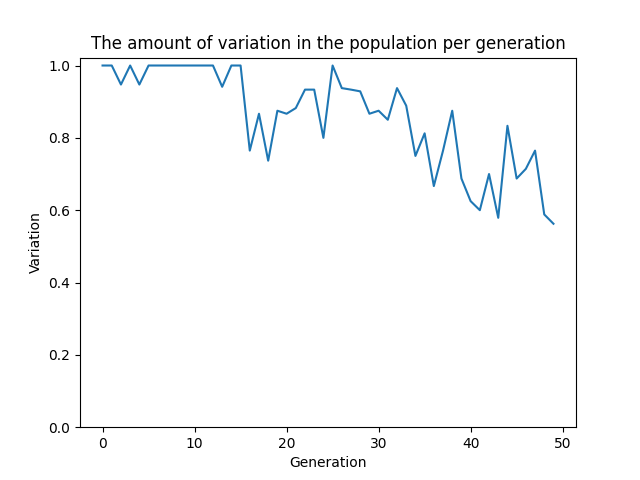 The amount of variation in the population per generation
1.0
0.8
0.6
0.4
0.2
0.0
Variation
0 10 20 30 40 50
Generation